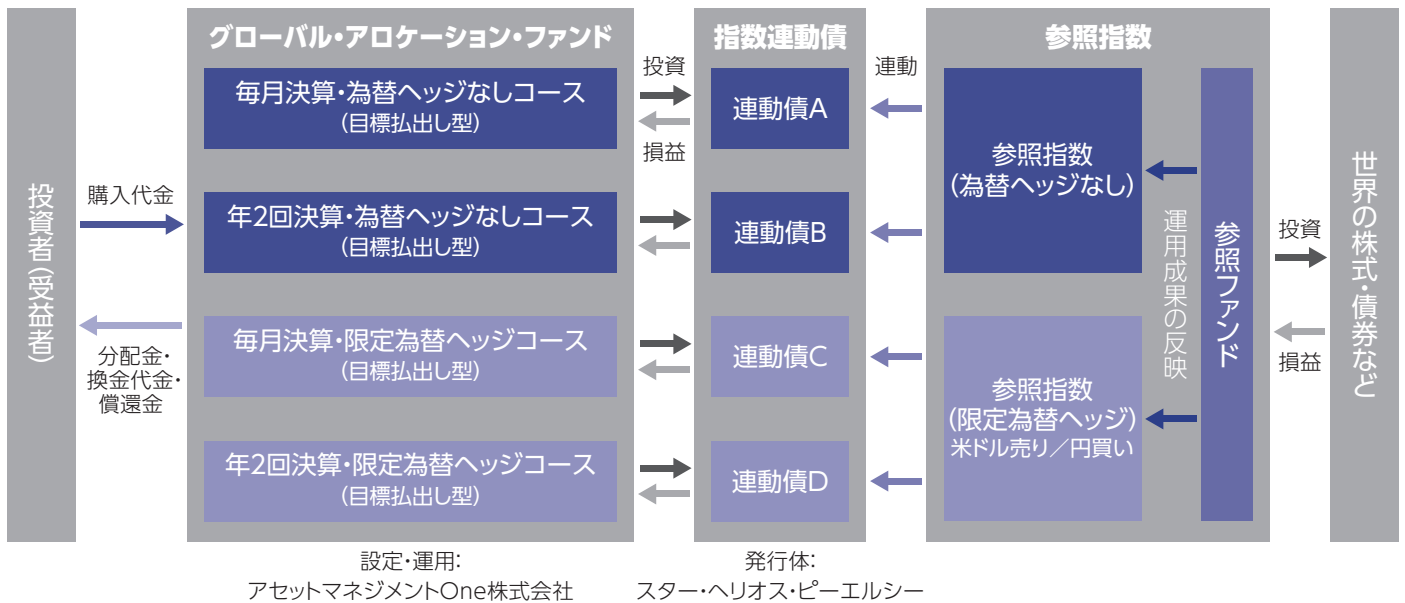 投資者(受益者)
購入代金
分配金・
換金代金・
償還金
グローバル・アロケーション・ファンド
毎月決算・為替ヘッジなしコース
(目標払出し型)
年2回決算・為替ヘッジなしコース
(目標払出し型)
毎月決算・限定為替ヘッジコース
(目標払出し型)
年2回決算・限定為替ヘッジコース
(目標払出し型)
設定・運用:
アセットマネジメントOne株式会社
投資
損益
指数連動債
連動債A
連動債B
連動債C
連動債D
発行体:
スター・ヘリオス・ピーエルシー
連動
参照指数
参照指数
(為替ヘッジなし)
参照指数
(限定為替ヘッジ)
米ドル売り/円買い
運用成果の反映
参照ファンド
投資
損益
世界の株式・債券など